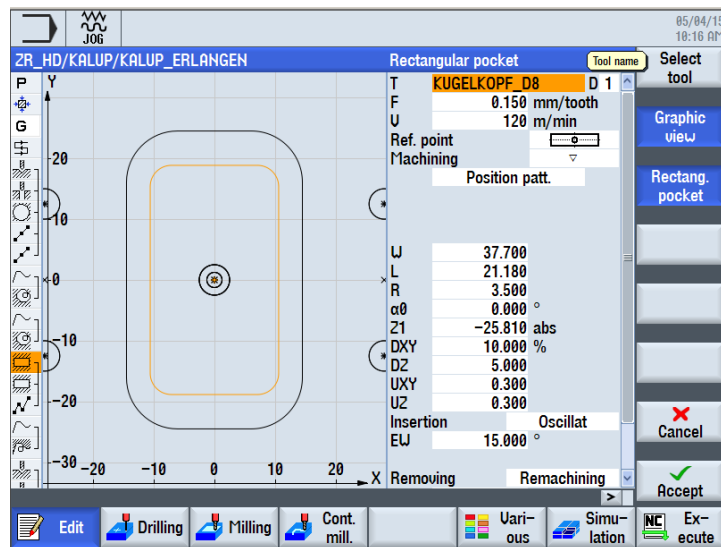 JOG
05/04/15
10:16 AM
ZR_HD/KALUP/KALUP_ERLANGEN
Rectangular pocket
Tool name
Select tool
P
Y
T KUGELKOPF_D8 D 1
F 0.150 mm/tooth
V 120 m/min
Ref. point
Machining ▽
Position patt.
Graphic view
G
20
10
0
-10
-20
-30
-20 -10 0 10 20 X
W 37.700
L 21.180
R 3.500
α0 0.000 °
Z1 -25.810 abs
DXY 10.000 %
DZ 5.000
UXY 0.300
UZ 0.300
Insertion Oscillat
EW 15.000 °
Removing Remachining
Rectang. pocket
Cancel
Accept
>
Edit
Drilling
Milling
Cont. mill.
Vari-ous
Simu-lation
NC Ex-ecute